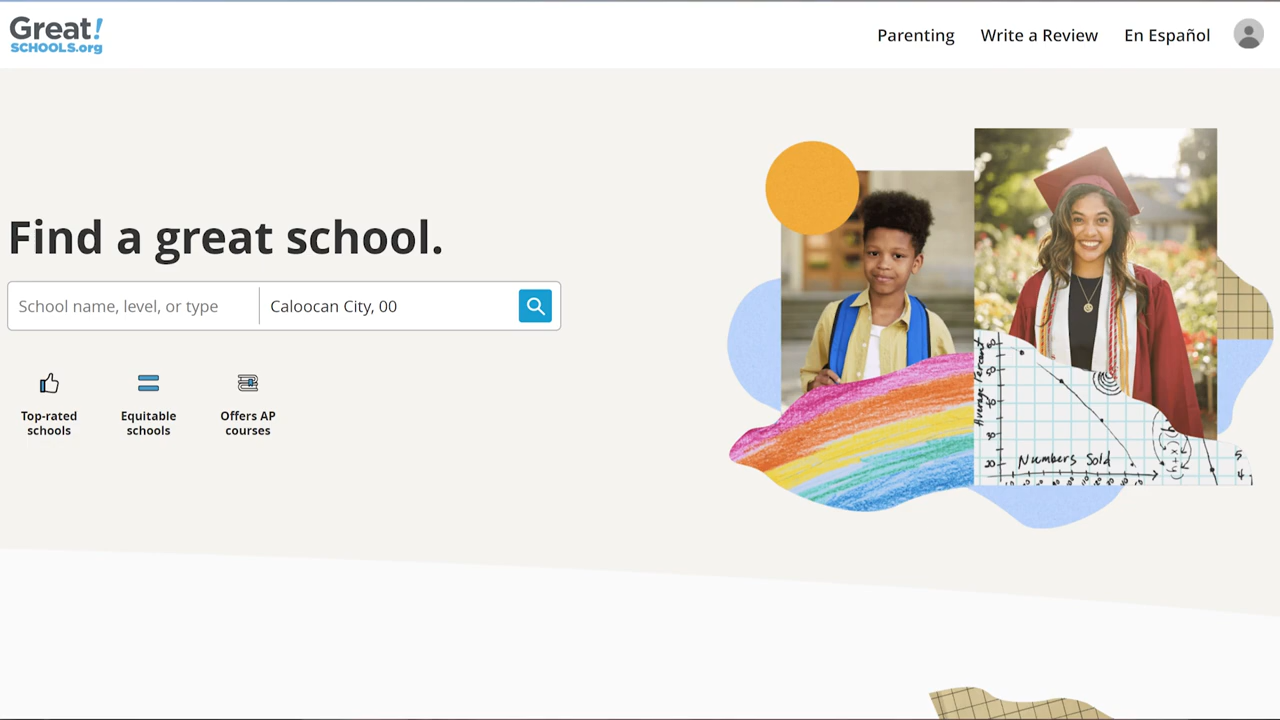 Great!
SCHOOLS.org
Parenting
Write a Review
En Español
Find a great school.
School name, level, or type
Caloocan City, 00
Top-rated
schools
Equitable
schools
Offers AP
courses
Average Percent
Numbers Sold